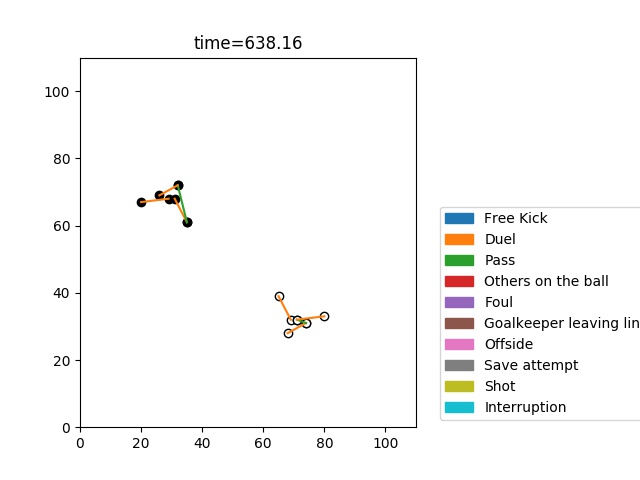 time=638.16
100
80
60
40
20
0
0 20 40 60 80 100
Free Kick
Duel
Pass
Others on the ball
Foul
Goalkeeper leaving lin
Offside
Save attempt
Shot
Interruption